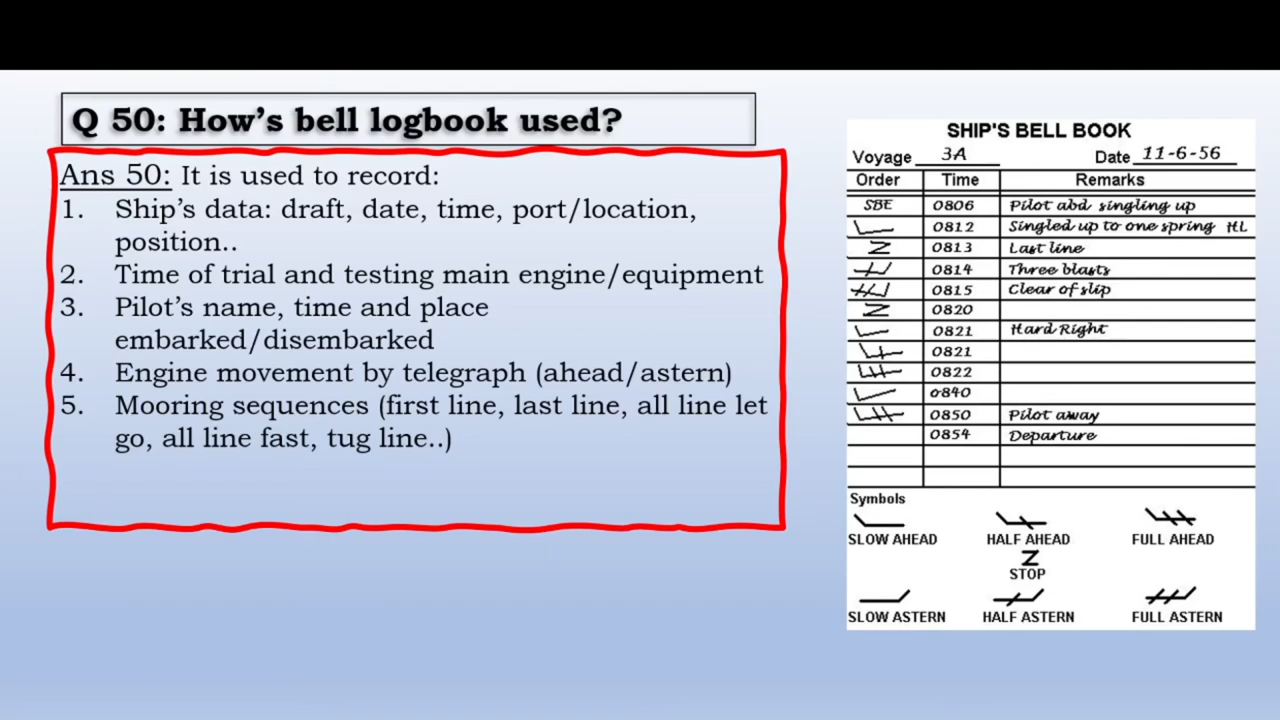 Q 50: How's bell logbook used?
Ans 50: It is used to record:
1. Ship's data: draft, date, time, port/location,
position..
2. Time of trial and testing main engine/equipment
3. Pilot's name, time and place
embarked/disembarked
4. Engine movement by telegraph (ahead/astern)
5. Mooring sequences (first line, last line, all line let
go, all line fast, tug line..)
SHIP'S BELL BOOK
Voyage 3A Date 11-6-56
Order Time Remarks
SBE 0806 Pilot abd singling up
0812 Singled up to one spring HL
Z 0813 Last line
0814 Three blasts
0815 Clear of slip
Z 0820
0821 Hard Right
0821
0822
0840
0850 Pilot away
0854 Departure
Symbols
SLOW AHEAD HALF AHEAD FULL AHEAD
Z
STOP
SLOW ASTERN HALF ASTERN FULL ASTERN